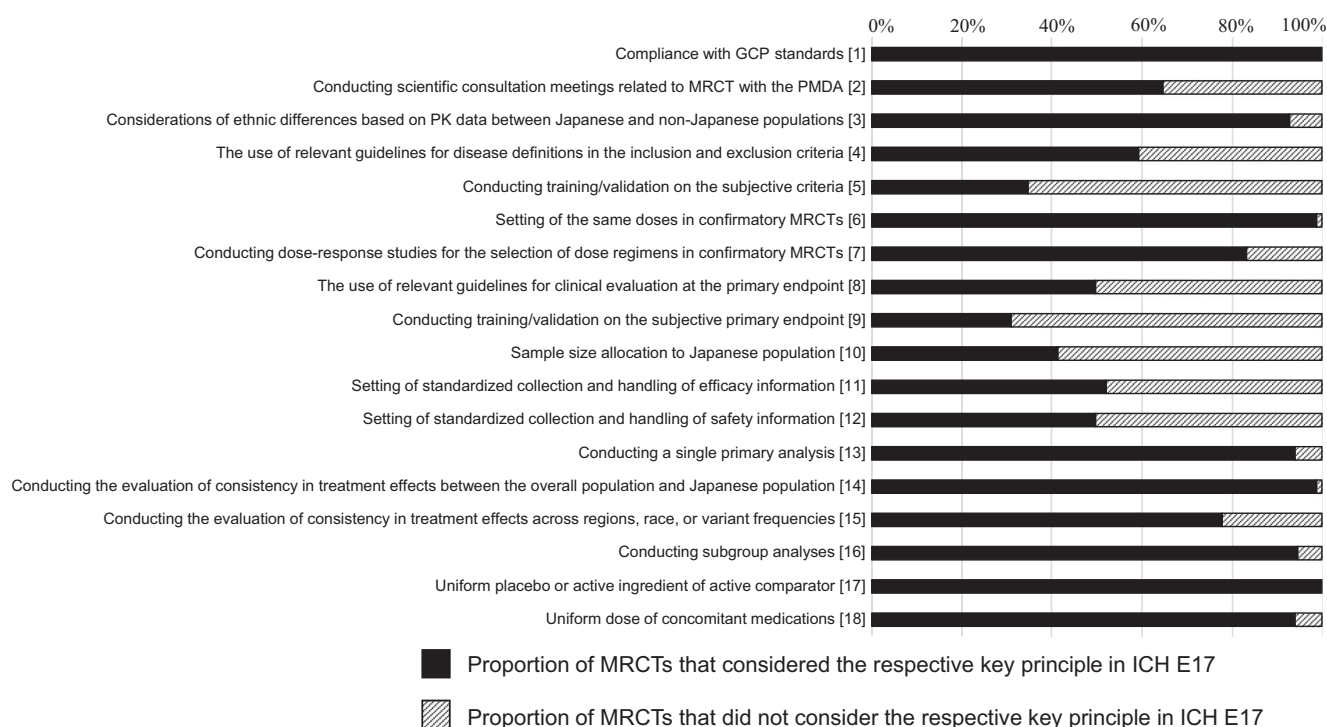 0% 20% 40% 60% 80% 100%
Compliance with GCP standards [1]
Conducting scientific consultation meetings related to MRCT with the PMDA [2]
Considerations of ethnic differences based on PK data between Japanese and non-Japanese populations [3]
The use of relevant guidelines for disease definitions in the inclusion and exclusion criteria [4]
Conducting training/validation on the subjective criteria [5]
Setting of the same doses in confirmatory MRCTs [6]
Conducting dose-response studies for the selection of dose regimens in confirmatory MRCTs [7]
The use of relevant guidelines for clinical evaluation at the primary endpoint [8]
Conducting training/validation on the subjective primary endpoint [9]
Sample size allocation to Japanese population [10]
Setting of standardized collection and handling of efficacy information [11]
Setting of standardized collection and handling of safety information [12]
Conducting a single primary analysis [13]
Conducting the evaluation of consistency in treatment effects between the overall population and Japanese population [14]
Conducting the evaluation of consistency in treatment effects across regions, race, or variant frequencies [15]
Conducting subgroup analyses [16]
Uniform placebo or active ingredient of active comparator [17]
Uniform dose of concomitant medications [18]
Proportion of MRCTs that considered the respective key principle in ICH E17
Proportion of MRCTs that did not consider the respective key principle in ICH E17